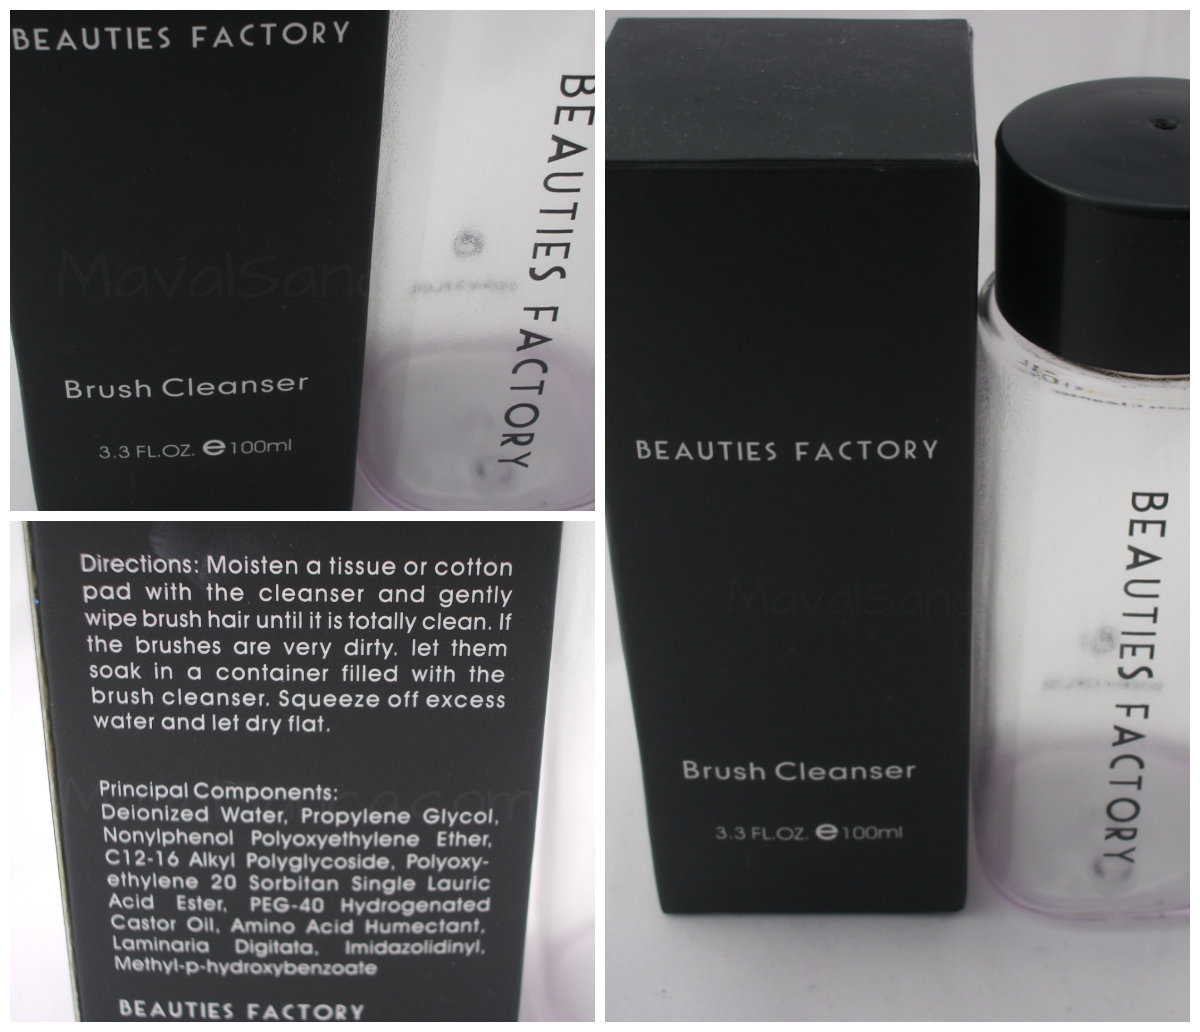 BEAUTIES FACTORY
BEAUTIES FACTORY
MavalSan
Brush Cleanser
3.3 FL.OZ. e100ml
Directions: Moisten a tissue or cotton
pad with the cleanser and gently
wipe brush hair until it is totally clean. If
the brushes are very dirty. let them
soak in a container filled with the
brush cleanser. Squeeze off excess
water and let dry flat.
Principal Components:
Deionized Water, Propylene Glycol,
Nonylphenol Polyoxyethylene Ether,
C12-16 Alkyl Polyglycoside, Polyoxy-
ethylene 20 Sorbitan Single Lauric
Acid Ester, PEG-40 Hydrogenated
Castor Oil, Amino Acid Humectant,
Laminaria Digitata, Imidazolidinyl,
Methyl-p-hydroxybenzoate
BEAUTIES FACTORY
BEAUTIES FACTORY
BEAUTIES FACTORY
MavalSan
Brush Cleanser
3.3 FL.OZ. e100ml